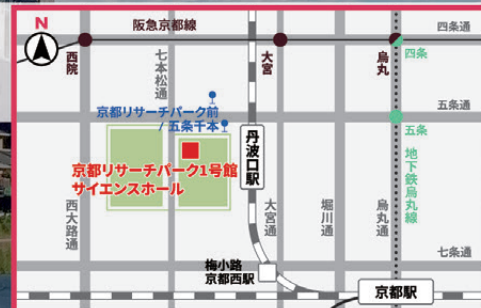 N
阪急京都線
四条通
西院
大宮
烏丸
四条
七本松通
京都リサーチパーク前
/ 五条千本
五条通
五条
丹波口駅
京都リサーチパーク1号館
サイエンスホール
地下鉄烏丸線
西大路通
大宮通
堀川通
烏丸通
七条通
梅小路
京都西駅
京都駅